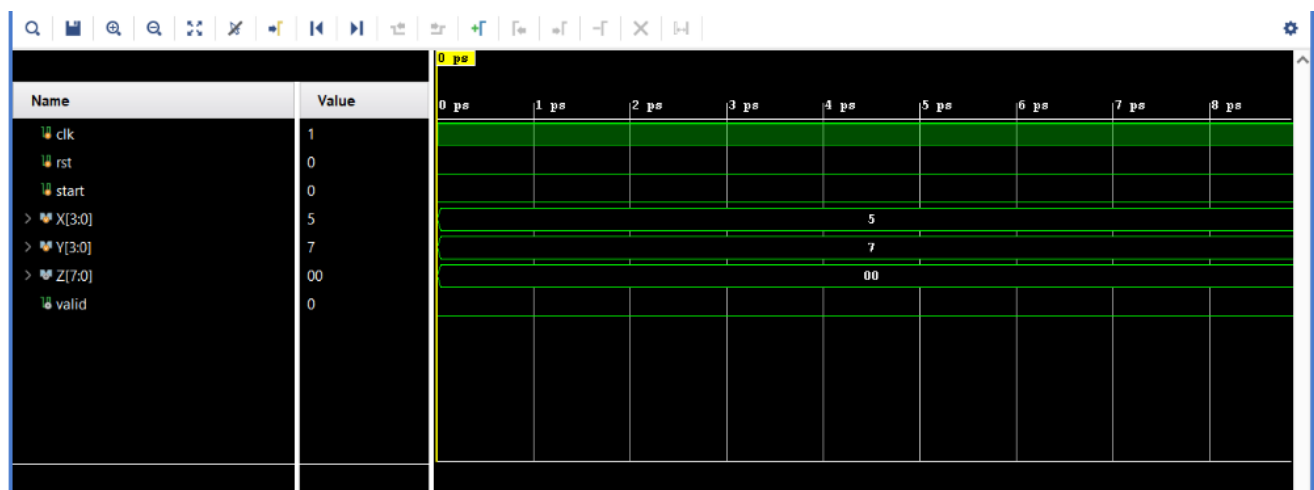 0 ps
Name Value 0 ps 1 ps 2 ps 3 ps 4 ps 5 ps 6 ps 7 ps 8 ps
clk 1
rst 0
start 0
X[3:0] 5 5
Y[3:0] 7 7
Z[7:0] 00 00
valid 0